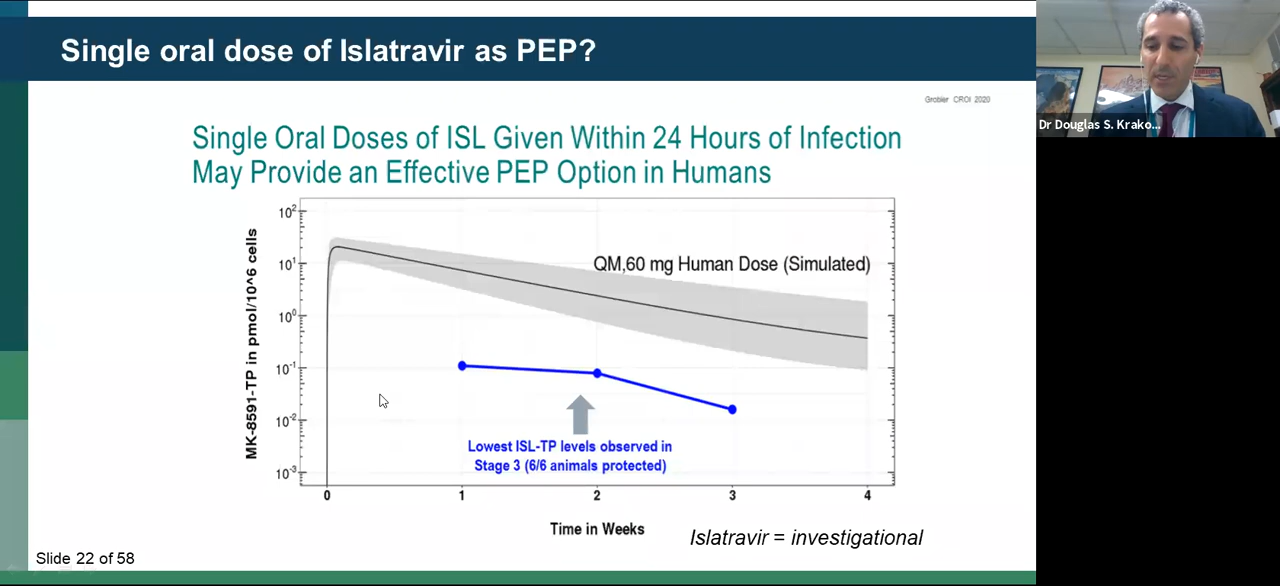 Single oral dose of Islatravir as PEP?
Dr Douglas S. Krako...
Grobler CROI 2020
Single Oral Doses of ISL Given Within 24 Hours of Infection
May Provide an Effective PEP Option in Humans
MK-8591-TP in pmol/10^6 cells
10²
10¹
10⁰
10⁻¹
10⁻²
10⁻³
QM,60 mg Human Dose (Simulated)
Lowest ISL-TP levels observed in
Stage 3 (6/6 animals protected)
0 1 2 3 4
Time in Weeks
Islatravir = investigational
Slide 22 of 58